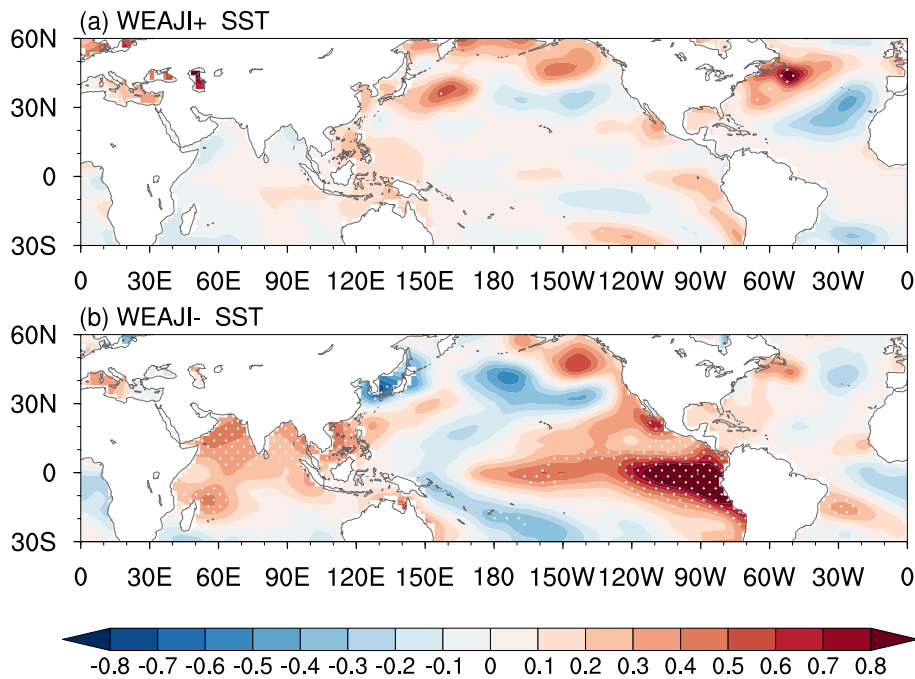 (a) WEAJI+ SST
60N
30N
0
30S
0 30E 60E 90E 120E 150E 180 150W 120W 90W 60W 30W 0
(b) WEAJI- SST
60N
30N
0
30S
0 30E 60E 90E 120E 150E 180 150W 120W 90W 60W 30W 0
-0.8 -0.7 -0.6 -0.5 -0.4 -0.3 -0.2 -0.1 0 0.1 0.2 0.3 0.4 0.5 0.6 0.7 0.8